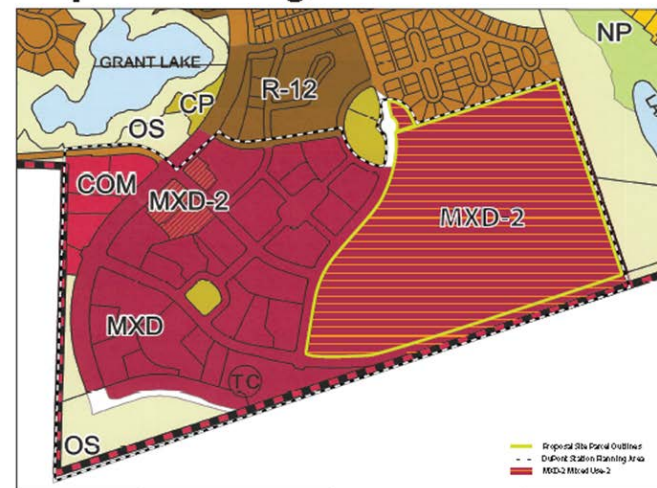 NP
GRANT LAKE
R-12
CP
OS
COM
MXD-2
MXD-2
MXD
TC
OS
Proposal Site Parcel Outlines
DuPont Station Planning Area
MXD-2 Mixed Use-2